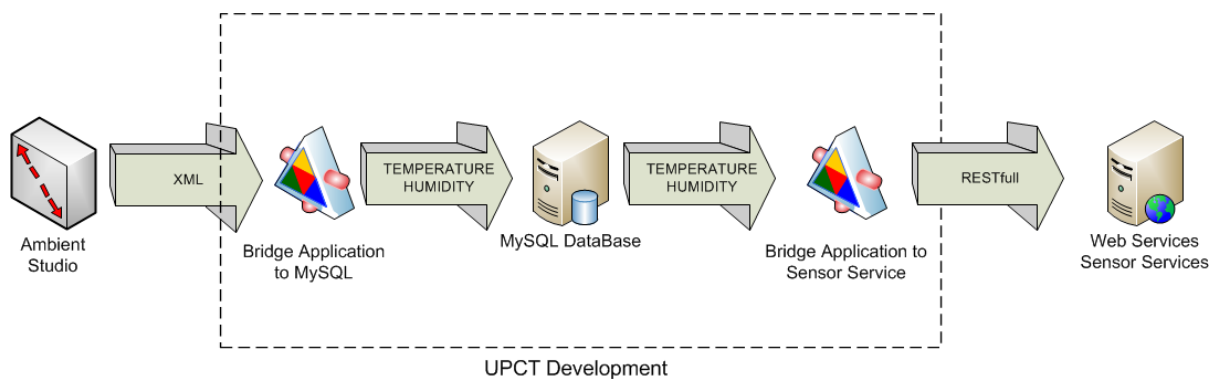 XML
TEMPERATURE
HUMIDITY
TEMPERATURE
HUMIDITY
RESTfull
Ambient
Studio
Bridge Application
to MySQL
MySQL DataBase
Bridge Application to
Sensor Service
Web Services
Sensor Services
UPCT Development